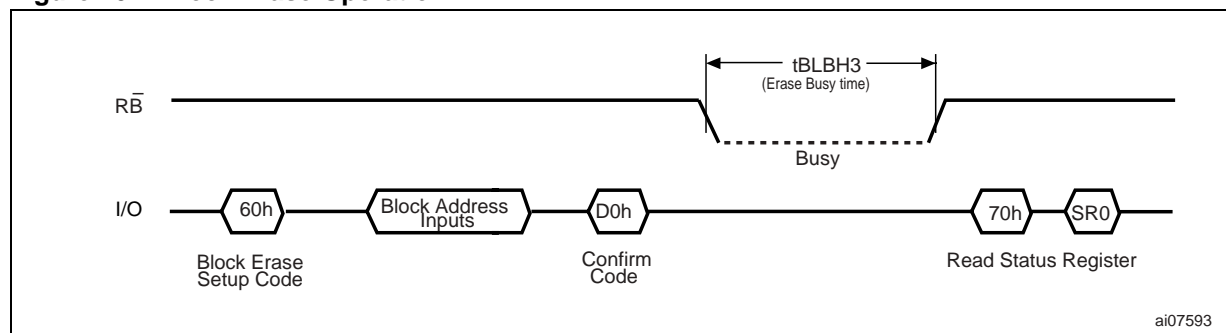 tBLBH3
(Erase Busy time)
RB̅
Busy
I/O
60h
Block Address
Inputs
D0h
70h
SR0
Block Erase
Setup Code
Confirm
Code
Read Status Register
ai07593